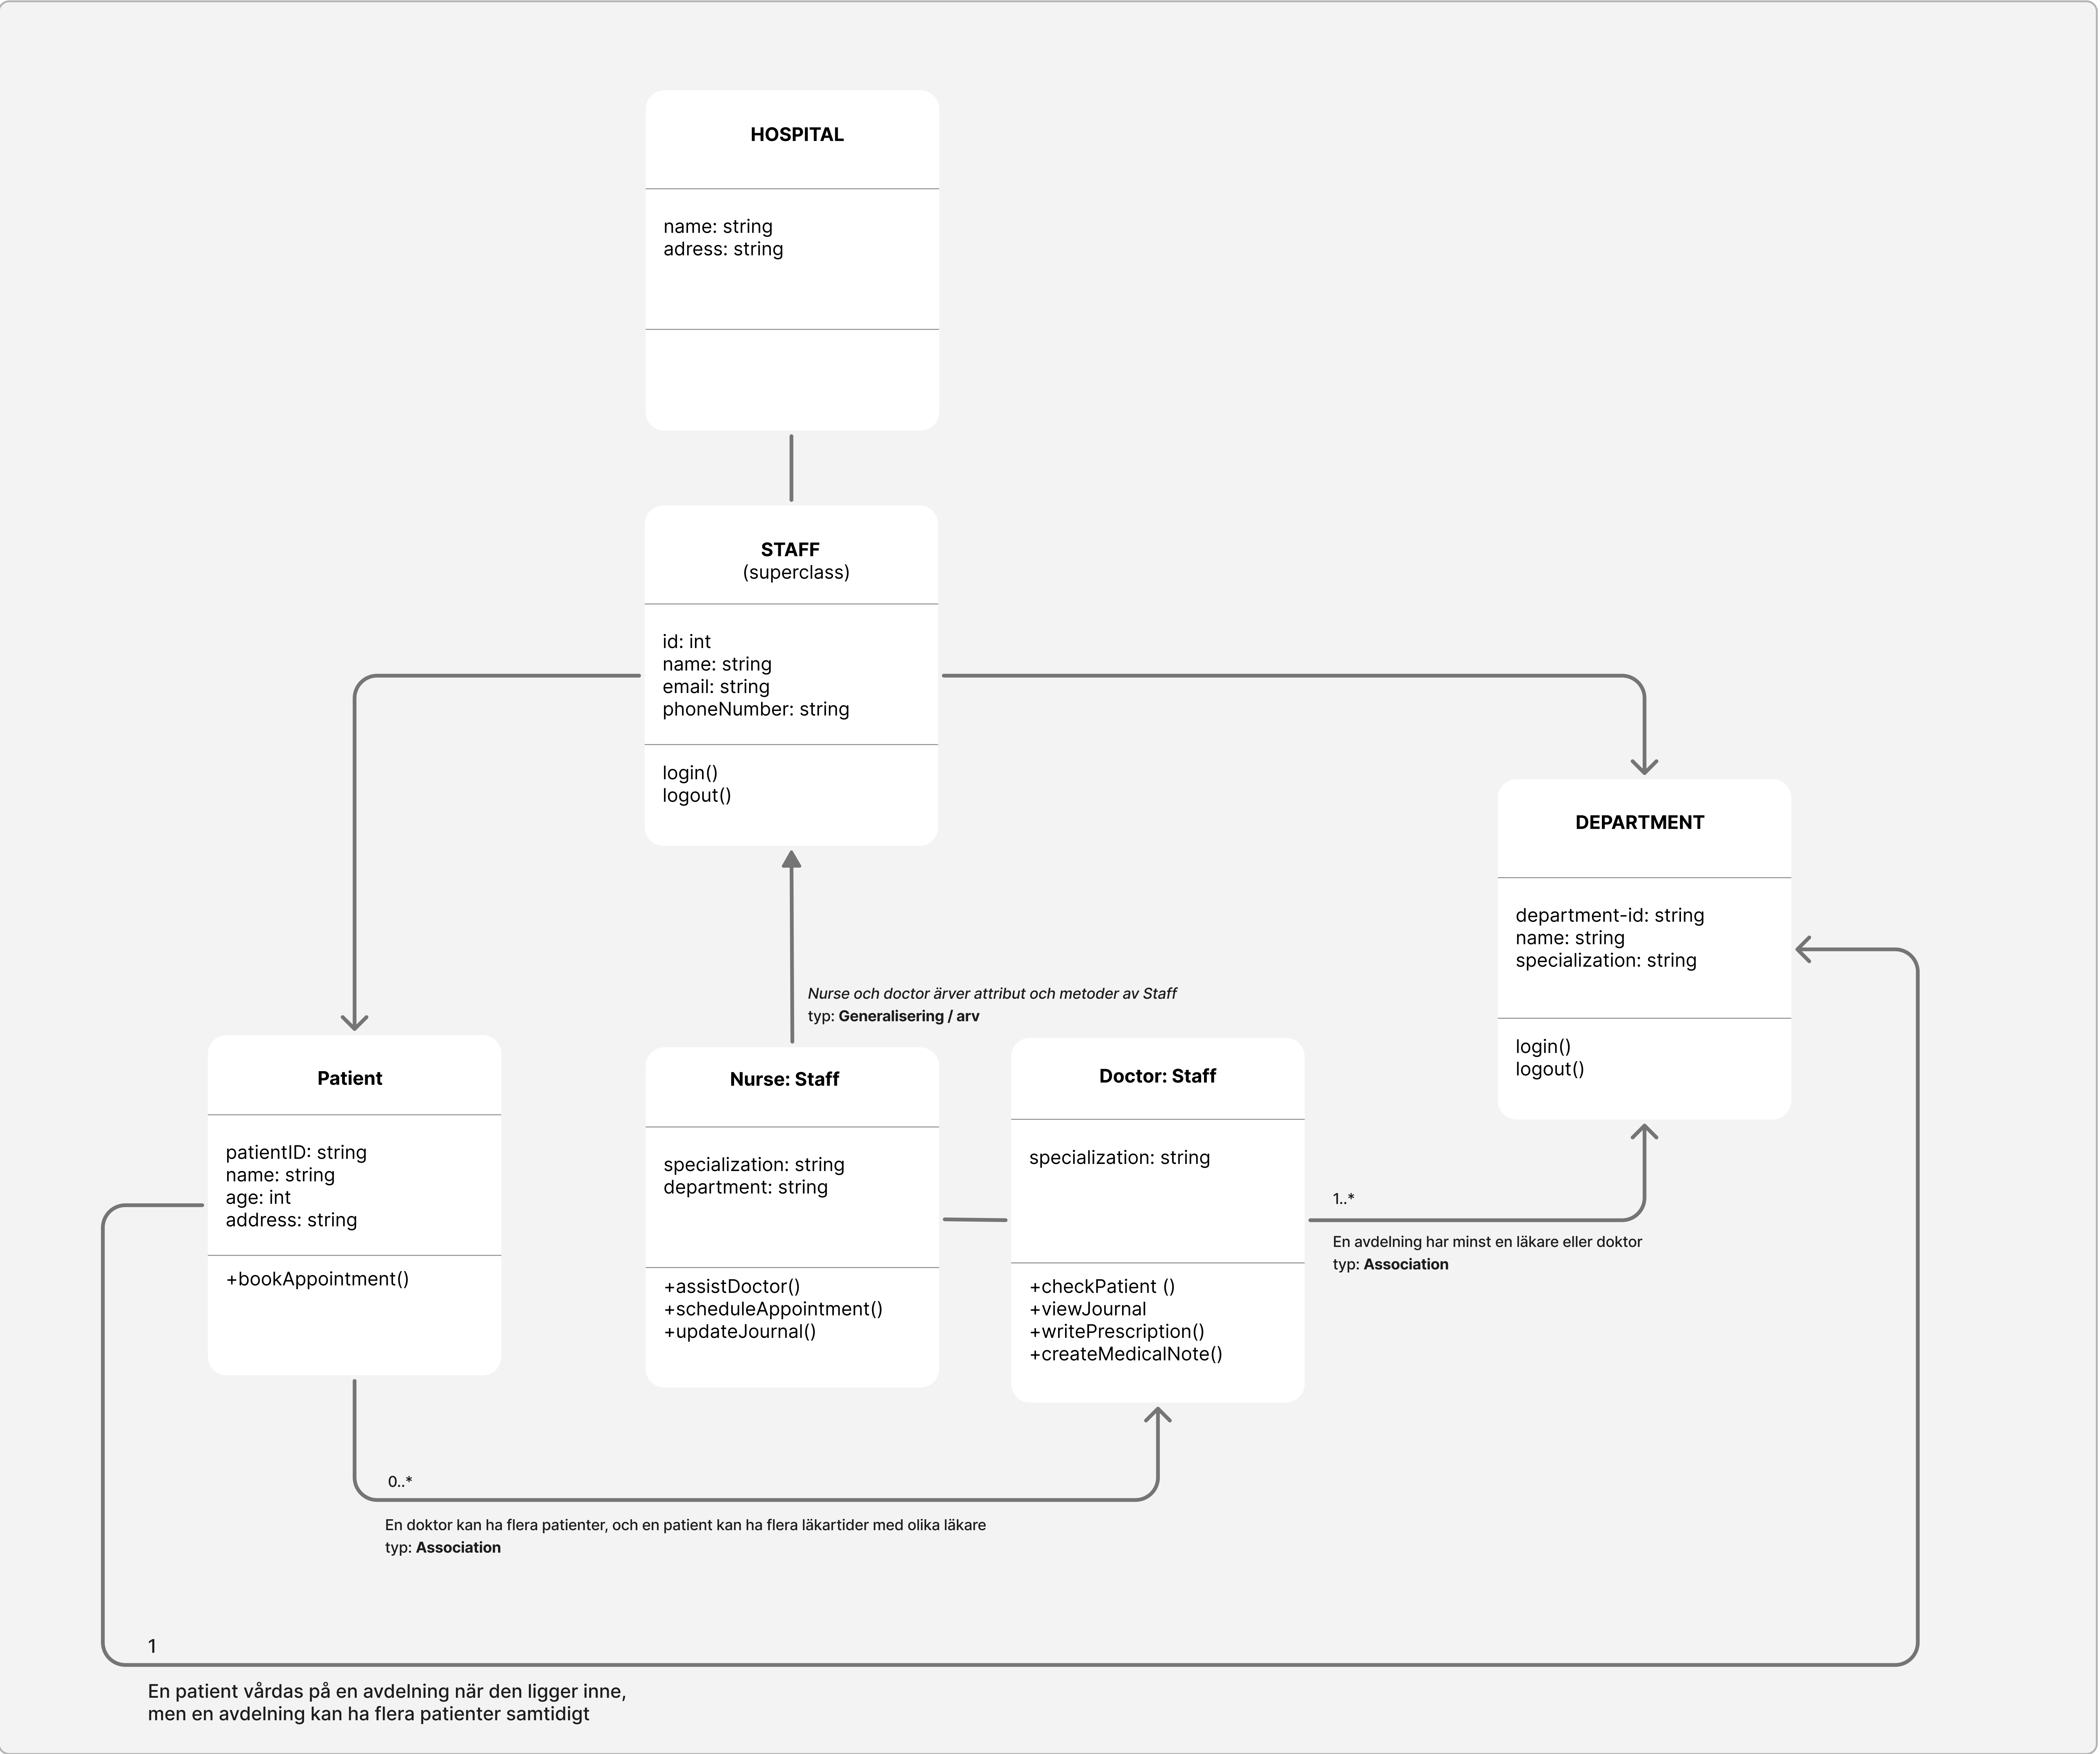 HOSPITAL
name: string
adress: string
STAFF
(superclass)
id: int
name: string
email: string
phoneNumber: string
login()
logout()
DEPARTMENT
department-id: string
name: string
specialization: string
login()
logout()
Nurse och doctor ärver attribut och metoder av Staff
typ: Generalisering / arv
Patient
patientID: string
name: string
age: int
address: string
+bookAppointment()
Nurse: Staff
specialization: string
department: string
+assistDoctor()
+scheduleAppointment()
+updateJournal()
Doctor: Staff
specialization: string
+checkPatient ()
+viewJournal
+writePrescription()
+createMedicalNote()
1..*
En avdelning har minst en läkare eller doktor
typ: Association
0..*
En doktor kan ha flera patienter, och en patient kan ha flera läkartider med olika läkare
typ: Association
1
En patient vårdas på en avdelning när den ligger inne,
men en avdelning kan ha flera patienter samtidigt